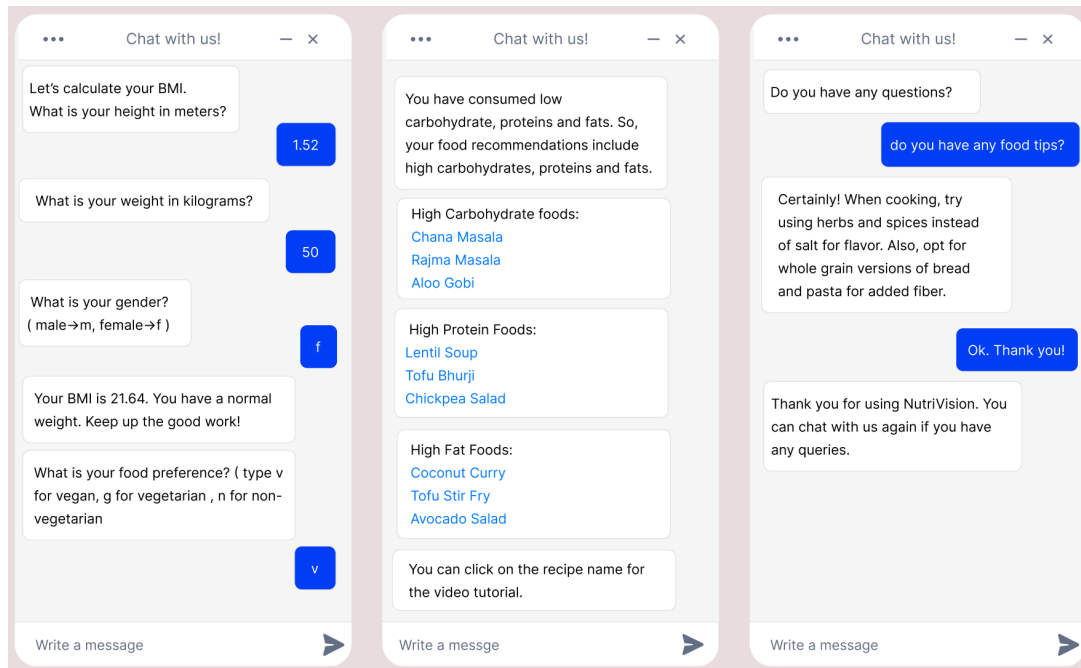 Chat with us!
Let's calculate your BMI.
What is your height in meters?
1.52
What is your weight in kilograms?
50
What is your gender?
( male→m, female→f )
f
Your BMI is 21.64. You have a normal
weight. Keep up the good work!
What is your food preference? ( type v
for vegan, g for vegetarian , n for non-
vegetarian
v
Write a message
Chat with us!
You have consumed low
carbohydrate, proteins and fats. So,
your food recommendations include
high carbohydrates, proteins and fats.
High Carbohydrate foods:
Chana Masala
Rajma Masala
Aloo Gobi
High Protein Foods:
Lentil Soup
Tofu Bhurji
Chickpea Salad
High Fat Foods:
Coconut Curry
Tofu Stir Fry
Avocado Salad
You can click on the recipe name for
the video tutorial.
Write a messge
Chat with us!
Do you have any questions?
do you have any food tips?
Certainly! When cooking, try
using herbs and spices instead
of salt for flavor. Also, opt for
whole grain versions of bread
and pasta for added fiber.
Ok. Thank you!
Thank you for using NutriVision. You
can chat with us again if you have
any queries.
Write a message